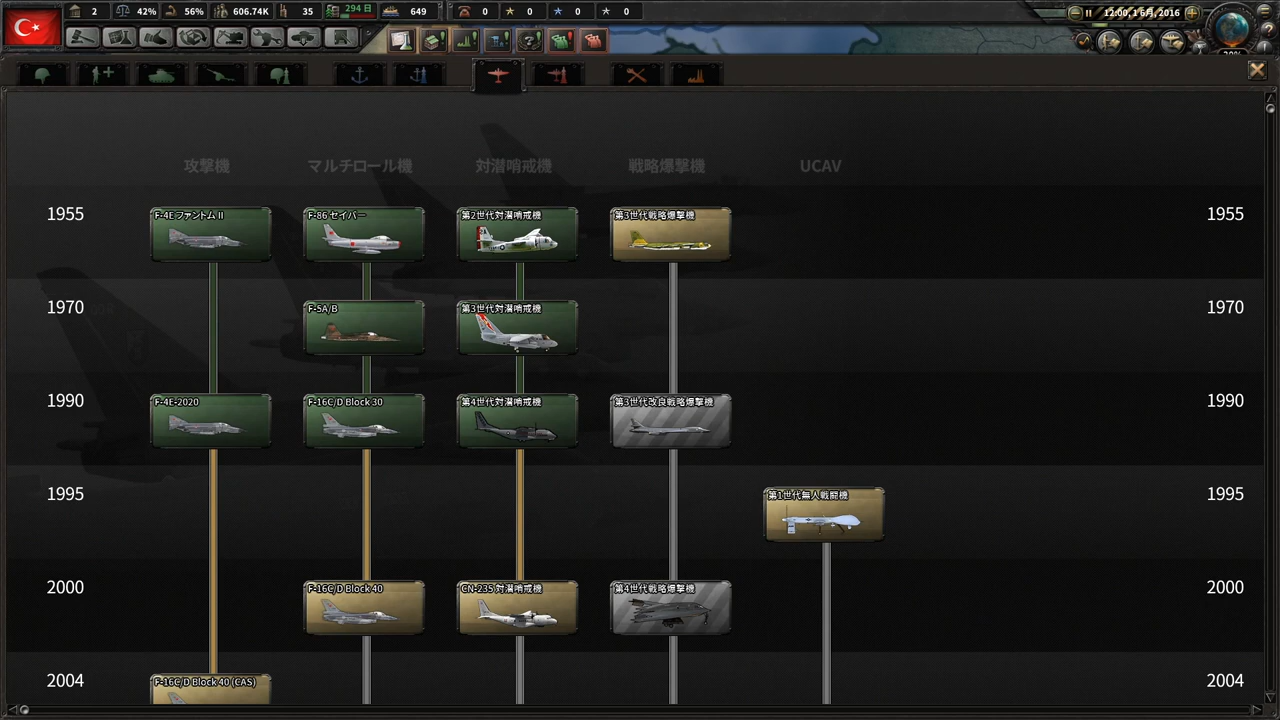 2 42% 56% 606.74K 35 294 日 649 0 0 0 0 12:00, 1 6月, 2016
30%
攻撃機 マルチロール機 対潜哨戒機 戦略爆撃機 UCAV
1955 1955
F-4EファントムⅡ F-86 セイバー 第2世代対潜哨戒機 第3世代戦略爆撃機
1970 1970
F-5A/B 第3世代対潜哨戒機
1990 1990
F-4E-2020 F-16C/D Block 30 第4世代対潜哨戒機 第3世代改良戦略爆撃機
1995 1995
第1世代無人戦闘機
2000 2000
F-16C/D Block 40 CN-235 対潜哨戒機 第4世代戦略爆撃機
2004 2004
F-16C/D Block 40 (CAS)